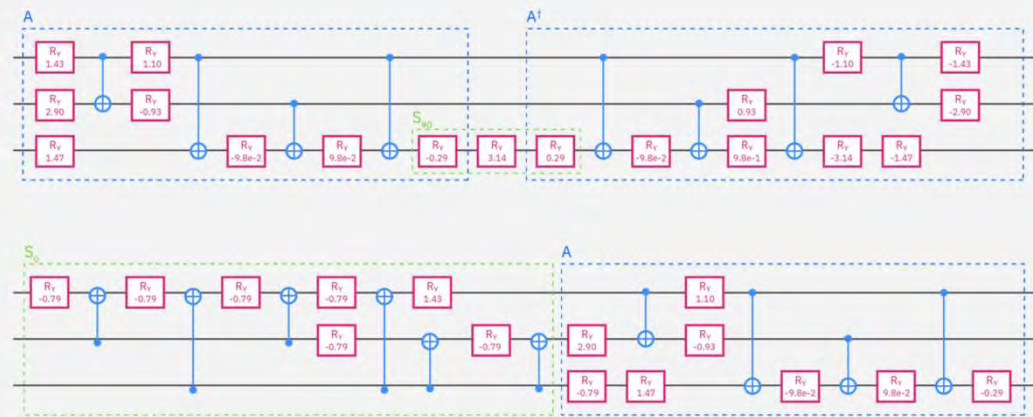 A A†
R_Y 1.43 R_Y 1.10 R_Y -1.10 R_Y -1.43
R_Y 2.90 R_Y -0.93 R_Y 0.93 R_Y -2.90
S_ψ0
R_Y 1.47 R_Y -9.8e-2 R_Y 9.8e-2 R_Y -0.29 R_Y 3.14 R_Y 0.29 R_Y -9.8e-2 R_Y 9.8e-1 R_Y -3.14 R_Y -1.47
S_0 A
R_Y -0.79 R_Y -0.79 R_Y -0.79 R_Y -0.79 R_Y 1.43 R_Y 1.10
R_Y -0.79 R_Y -0.79 R_Y 2.90 R_Y -0.93
R_Y -0.79 R_Y 1.47 R_Y -9.8e-2 R_Y 9.8e-2 R_Y -0.29